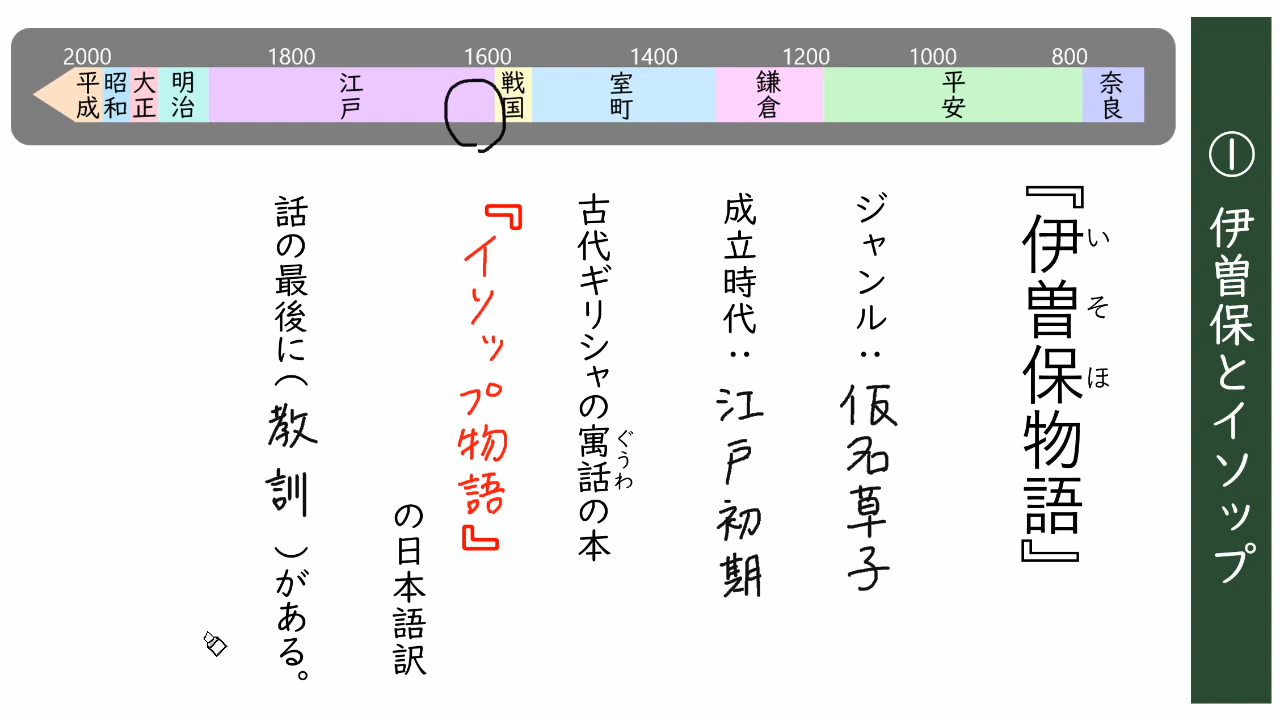 2000 1800 1600 1400 1200 1000 800
平成 昭和 大正 明治 江戸 戦国 室町 鎌倉 平安 奈良
① 伊曽保とイソップ
『伊曽保物語』
いそほ
ジャンル：仮名草子
成立時代：江戸初期
古代ギリシャの寓話の本
ぐうわ
『イソップ物語』
の日本語訳
話の最後に（教訓）がある。